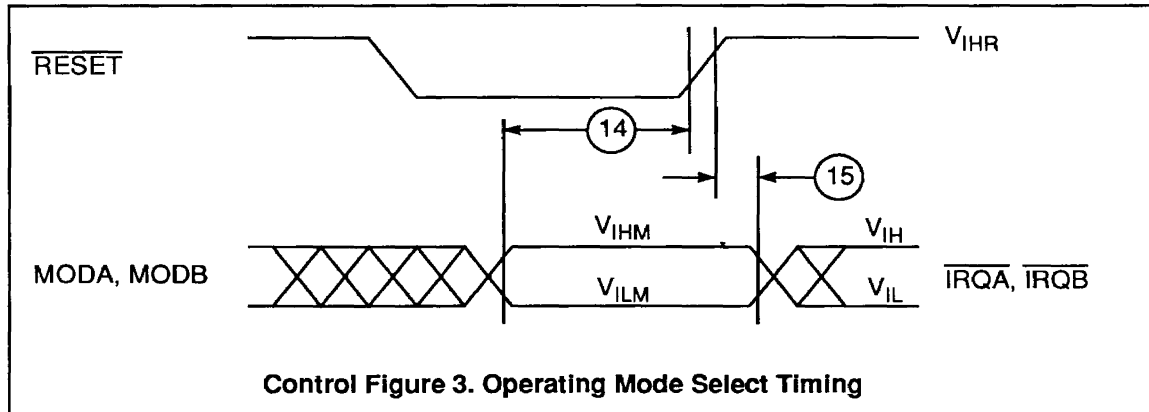 RESET
V_IHR
14
15
V_IHM
V_IH
MODA, MODB
IRQA, IRQB
V_ILM
V_IL
Control Figure 3. Operating Mode Select Timing